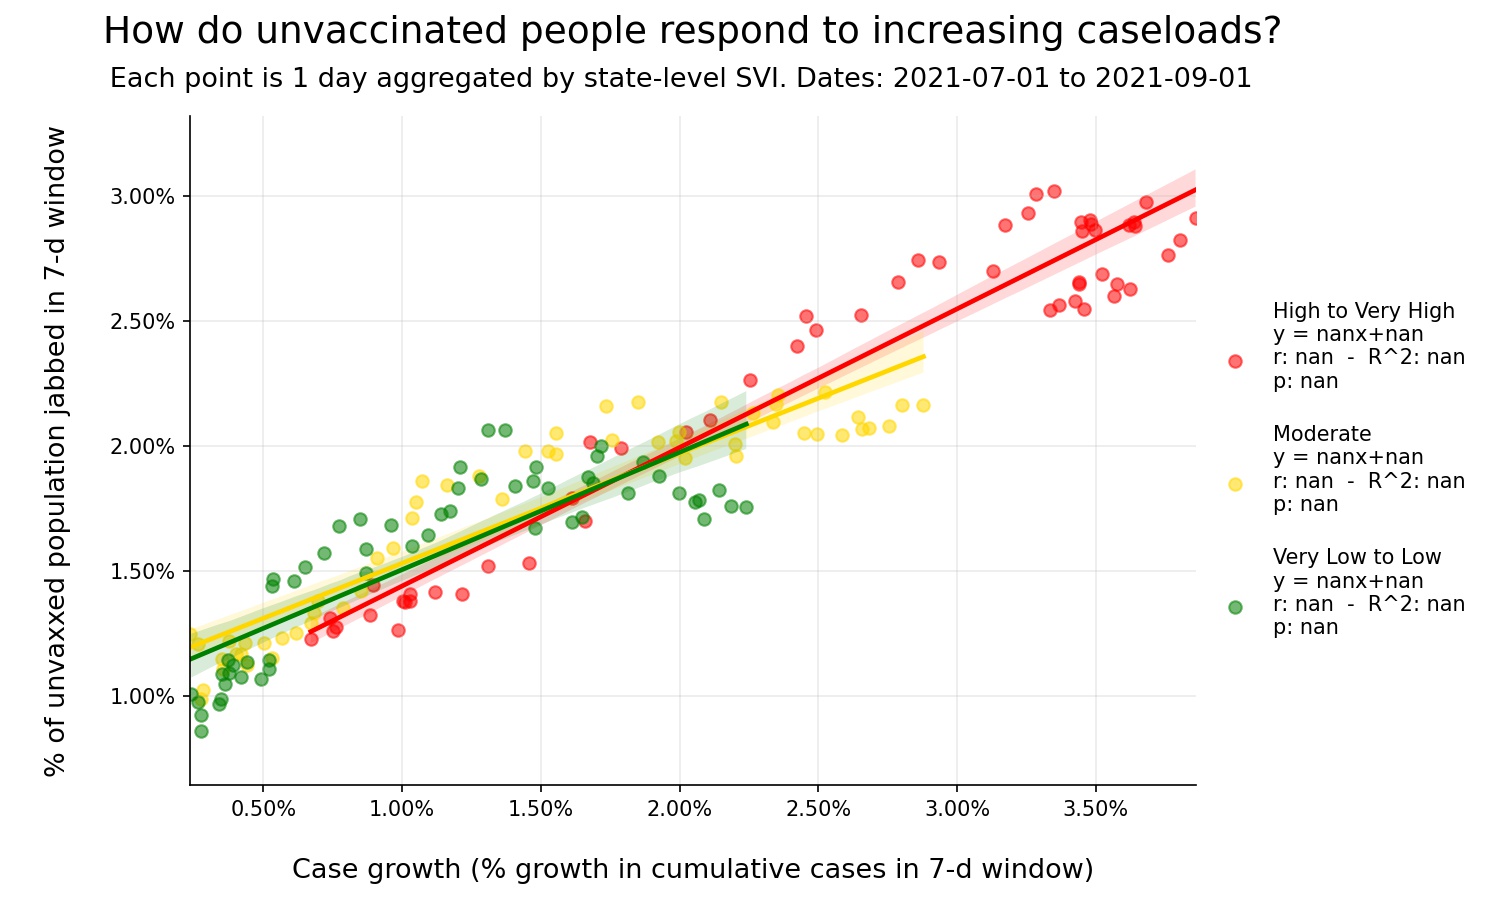 How do unvaccinated people respond to increasing caseloads?
Each point is 1 day aggregated by state-level SVI. Dates: 2021-07-01 to 2021-09-01
% of unvaxxed population jabbed in 7-d window
3.00%
2.50%
2.00%
1.50%
1.00%
0.50%
1.00%
1.50%
2.00%
2.50%
3.00%
3.50%
Case growth (% growth in cumulative cases in 7-d window)
High to Very High
y = nanx+nan
r: nan  -  R^2: nan
p: nan
Moderate
y = nanx+nan
r: nan  -  R^2: nan
p: nan
Very Low to Low
y = nanx+nan
r: nan  -  R^2: nan
p: nan